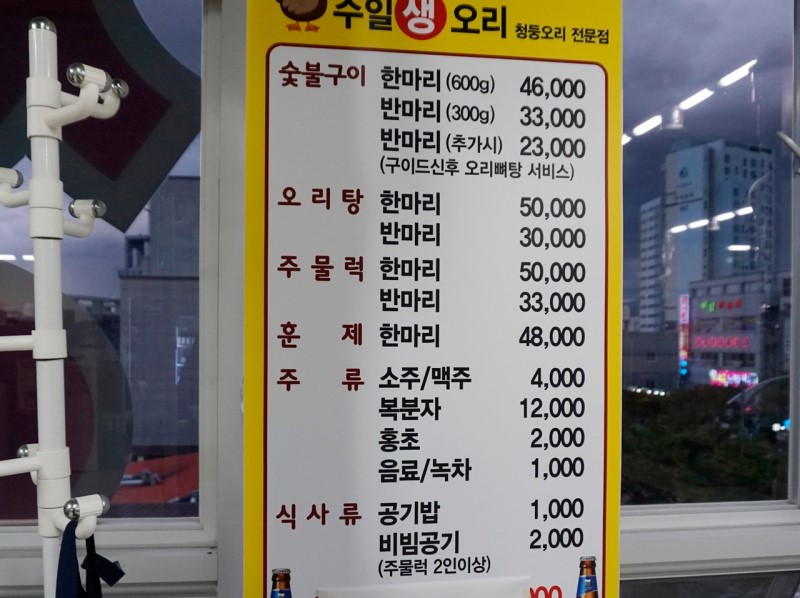 주일생오리 청둥오리 전문점
숯불구이 한마리 (600g) 46,000
반마리 (300g) 33,000
반마리 (추가시) 23,000
(구이드신후 오리뼈탕 서비스)
오리탕 한마리 50,000
반마리 30,000
주물럭 한마리 50,000
반마리 33,000
훈제 한마리 48,000
주류 소주/맥주 4,000
복분자 12,000
홍초 2,000
음료/녹차 1,000
식사류 공기밥 1,000
비빔공기 2,000
(주물럭 2인이상)